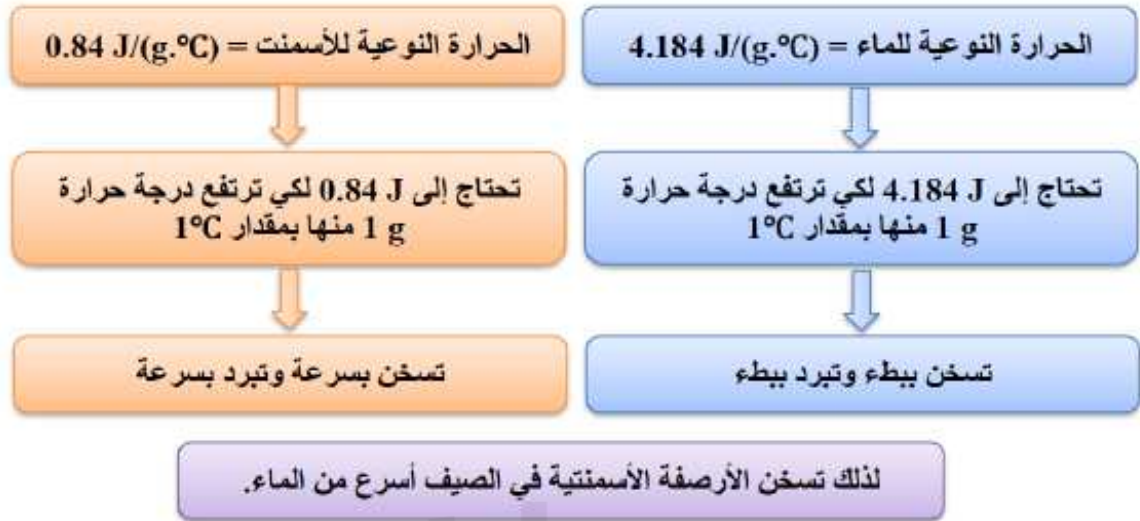 الحرارة النوعية للماء = 4.184 J/(g.℃)
تحتاج إلى 4.184 J لكي ترتفع درجة حرارة
1 g منها بمقدار 1℃
تسخن ببطء وتبرد ببطء
الحرارة النوعية للأسمنت = 0.84 J/(g.℃)
تحتاج إلى 0.84 J لكي ترتفع درجة حرارة
1 g منها بمقدار 1℃
تسخن بسرعة وتبرد بسرعة
لذلك تسخن الأرصفة الأسمنتية في الصيف أسرع من الماء.